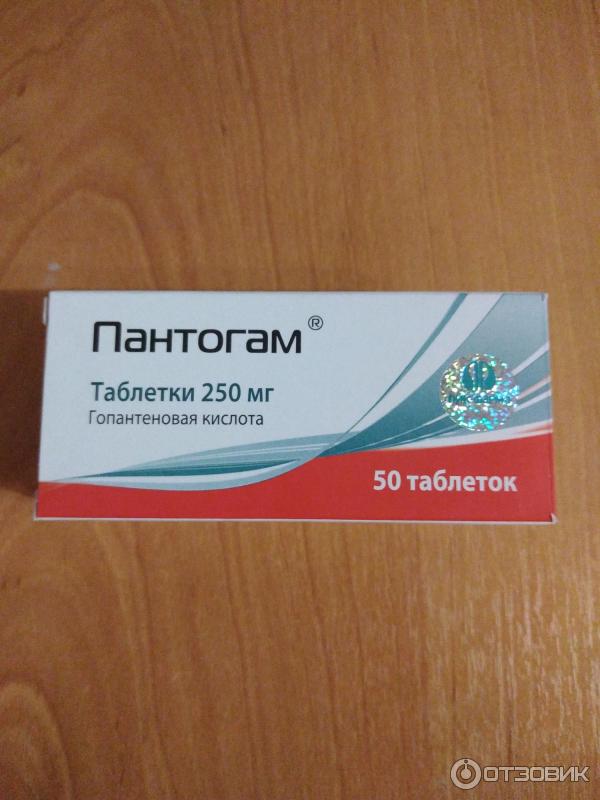 Пантогам®
Таблетки 250 мг
Гопантеновая кислота
50 таблеток
ОТЗОВИК